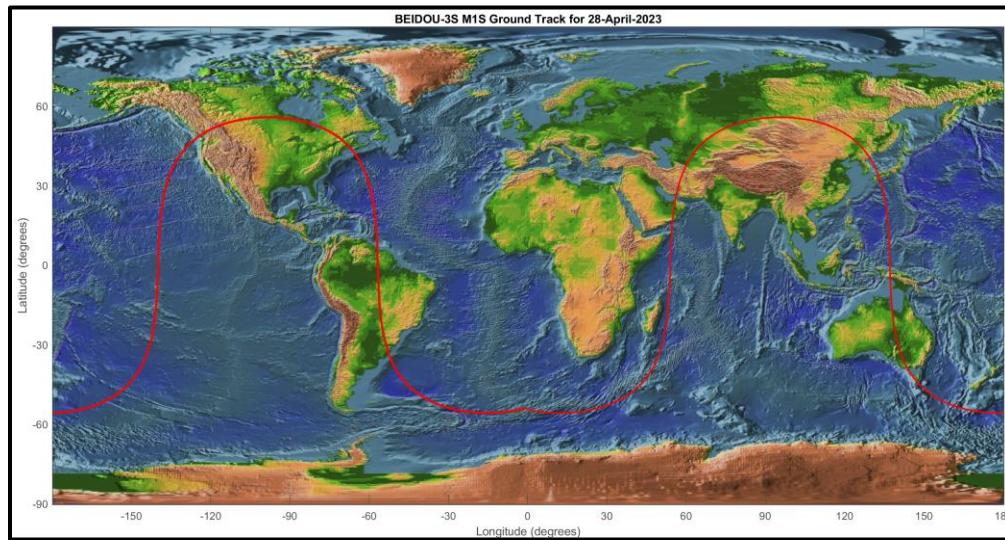 BEIDOU-3S M1S Ground Track for 28-April-2023
60
30
0
-30
-60
-90
Latitude (degrees)
-150 -120 -90 -60 -30 0 30 60 90 120 150 180
Longitude (degrees)